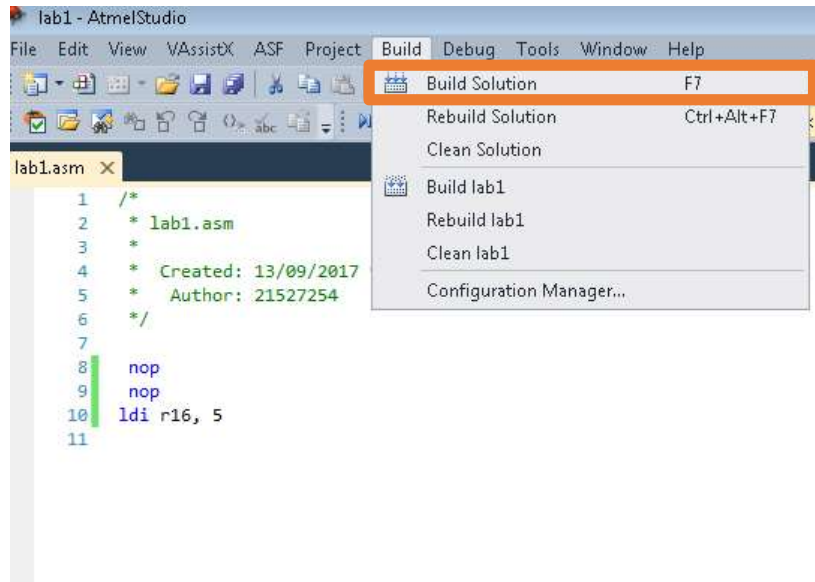 lab1 - AtmelStudio
File Edit View VAssistX ASF Project Build Debug Tools Window Help
Build Solution F7
Rebuild Solution Ctrl+Alt+F7
Clean Solution
Build lab1
Rebuild lab1
Clean lab1
Configuration Manager...
lab1.asm
1 /*
2 * lab1.asm
3 *
4 * Created: 13/09/2017
5 * Author: 21527254
6 */
7
8 nop
9 nop
10 ldi r16, 5
11